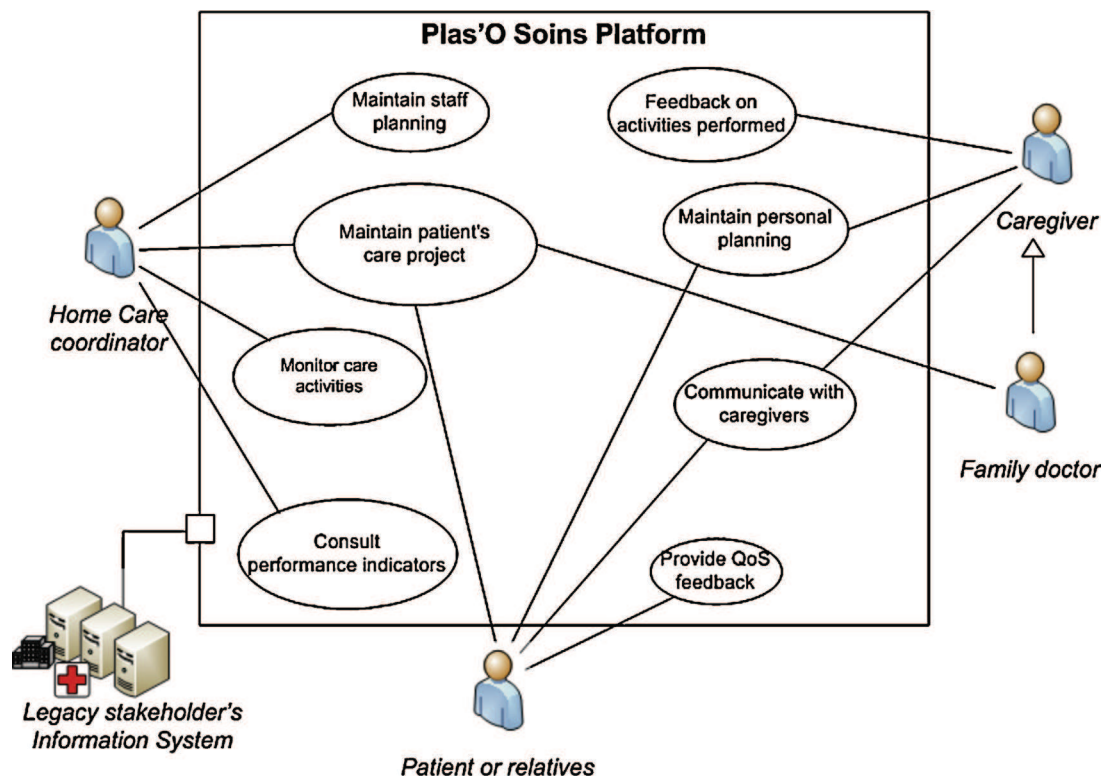 Plas'O Soins Platform
Maintain staff
planning
Feedback on
activities performed
Maintain patient's
care project
Maintain personal
planning
Caregiver
Home Care
coordinator
Monitor care
activities
Communicate with
caregivers
Family doctor
Consult
performance indicators
Provide QoS
feedback
Legacy stakeholder's
Information System
Patient or relatives